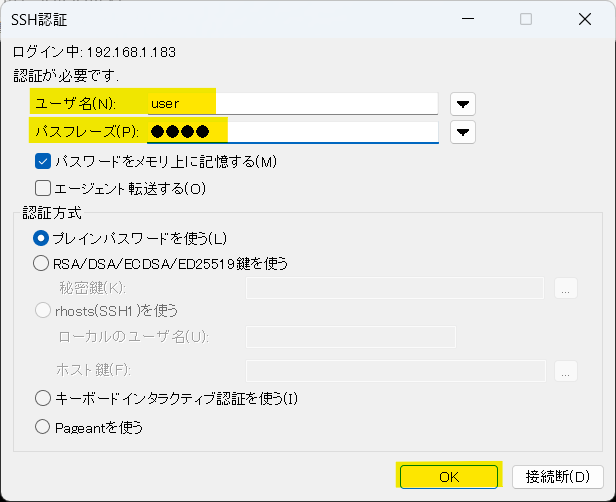 SSH認証
ログイン中: 192.168.1.183
認証が必要です.
ユーザ名(N): user
パスフレーズ(P): ●●●●
パスワードをメモリ上に記憶する(M)
エージェント転送する(O)
認証方式
プレインパスワードを使う(L)
RSA/DSA/ECDSA/ED25519鍵を使う
秘密鍵(K): ...
rhosts(SSH1)を使う
ローカルのユーザ名(U):
ホスト鍵(F): ...
キーボードインタラクティブ認証を使う(I)
Pageantを使う
OK 接続断(D)